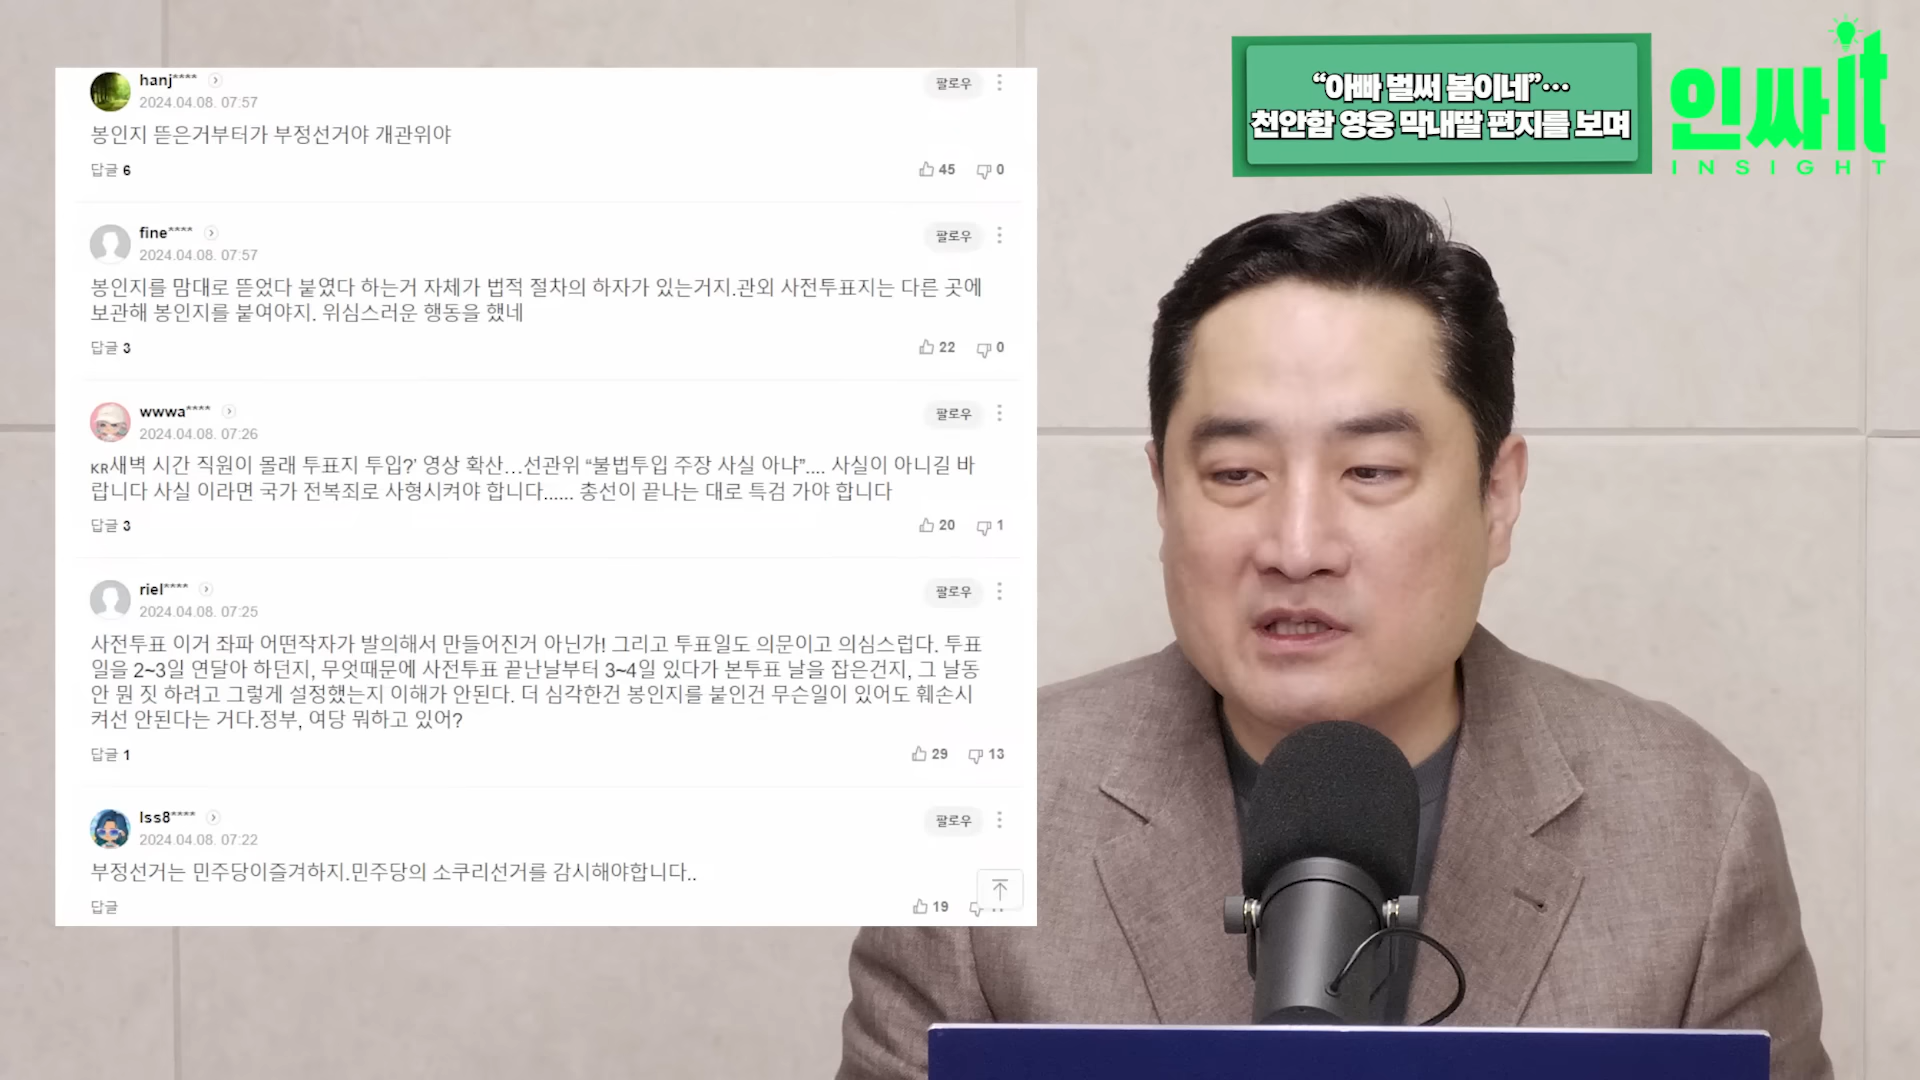 hanj****
2024.04.08. 07:57
팔로우
봉인지 뜯은거부터가 부정선거야 개관위야
답글 6
45
0
fine****
2024.04.08. 07:57
팔로우
봉인지를 맘대로 뜯었다 붙였다 하는거 자체가 법적 절차의 하자가 있는거지.관외 사전투표지는 다른 곳에
보관해 봉인지를 붙여야지. 위심스러운 행동을 했네
답글 3
22
0
wwwa****
2024.04.08. 07:26
팔로우
KR새벽 시간 직원이 몰래 투표지 투입?’ 영상 확산…선관위 “불법투입 주장 사실 아냐”.... 사실이 아니길 바
랍니다 사실 이라면 국가 전복죄로 사형시켜야 합니다...... 총선이 끝나는 대로 특검 가야 합니다
답글 3
20
1
riel****
2024.04.08. 07:25
팔로우
사전투표 이거 좌파 어떤작자가 발의해서 만들어진거 아닌가! 그리고 투표일도 의문이고 의심스럽다. 투표
일을 2~3일 연달아 하던지, 무엇때문에 사전투표 끝난날부터 3~4일 있다가 본투표 날을 잡은건지, 그 날동
안 뭔 짓 하려고 그렇게 설정했는지 이해가 안된다. 더 심각한건 봉인지를 붙인건 무슨일이 있어도 훼손시
켜선 안된다는 거다.정부, 여당 뭐하고 있어?
답글 1
29
13
lss8****
2024.04.08. 07:22
팔로우
부정선거는 민주당이즐겨하지.민주당의 소쿠리선거를 감시해야합니다..
답글
19
“아빠 벌써 봄이네”…
천안함 영웅 막내딸 편지를 보며
인싸it
INSIGHT